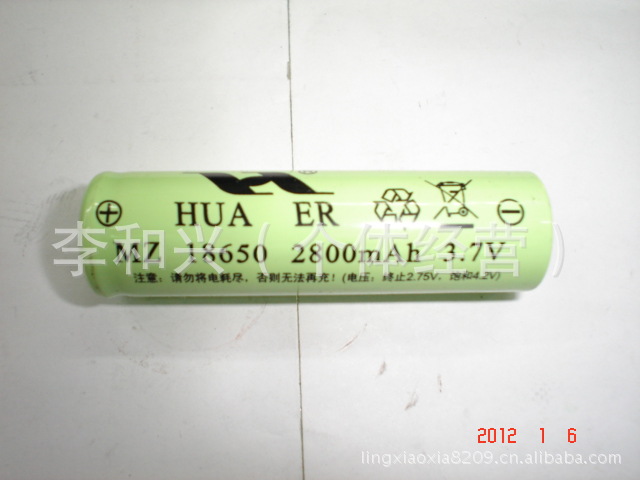 HUA ER
MZ 18650 2800mAh 3.7V
注意：请勿将电耗尽，否则无法再充！(电压：终止2.75V，饱和4.2V)
李和兴（个体经营）
2012 1 6
lingxiaoxia8209.cn.alibaba.com